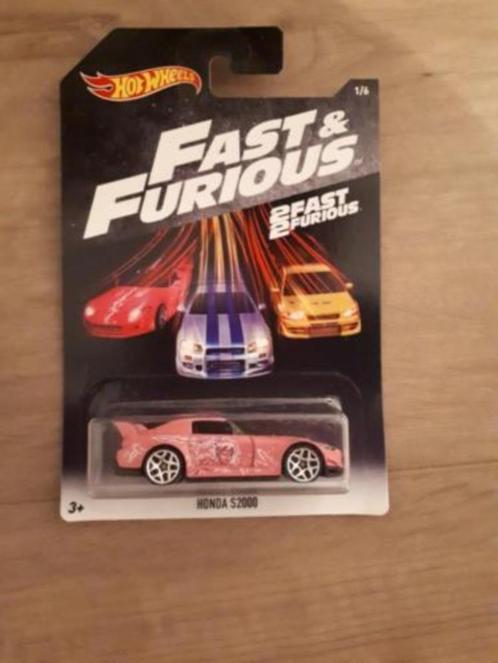 HOT WHEELS
1/6
FAST &
FURIOUS
2 FAST
2 FURIOUS
HONDA S2000
3+